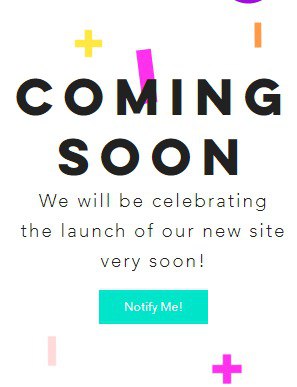 COMING
SOON
We will be celebrating
the launch of our new site
very soon!
Notify Me!